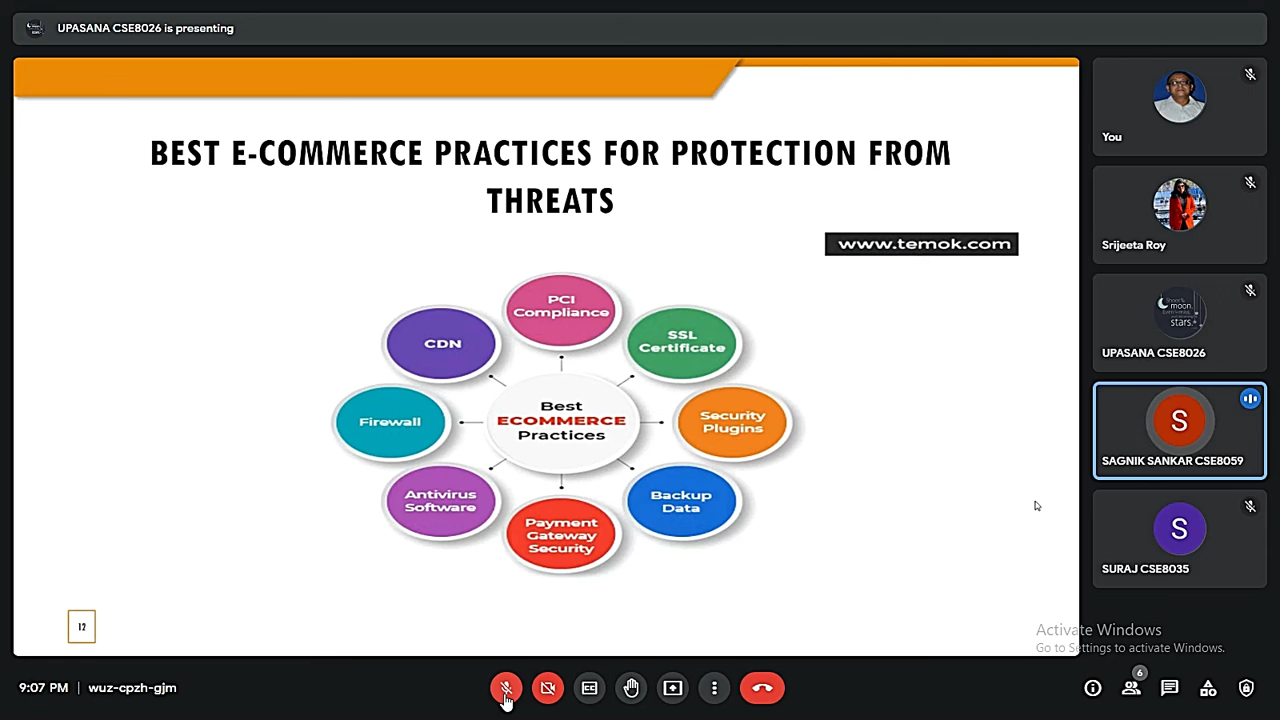 UPASANA CSE8026 is presenting
BEST E-COMMERCE PRACTICES FOR PROTECTION FROM
THREATS
www.temok.com
PCI
Compliance
SSL
Certificate
Security
Plugins
Backup
Data
Payment
Gateway
Security
Antivirus
Software
Firewall
CDN
Best
ECOMMERCE
Practices
12
You
Srijeeta Roy
moon,
stars.
UPASANA CSE8026
S
SAGNIK SANKAR CSE8059
S
SURAJ CSE8035
Activate Windows
Go to Settings to activate Windows.
9:07 PM | wuz-cpzh-gjm
6